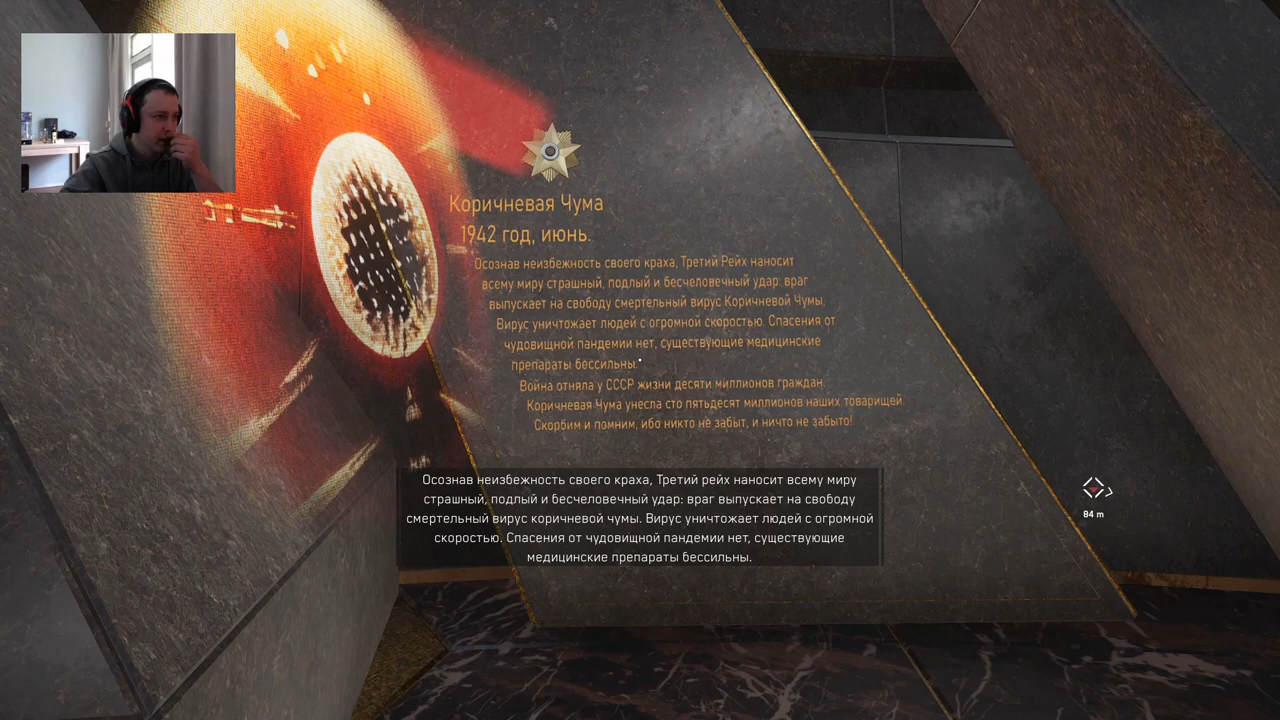 Коричневая Чума
1942 год, июнь.
Осознав неизбежность своего краха, Третий Рейх наносит
всему миру страшный, подлый и бесчеловечный удар: враг
выпускает на свободу смертельный вирус Коричневой Чумы.
Вирус уничтожает людей с огромной скоростью. Спасения от
чудовищной пандемии нет, существующие медицинские
препараты бессильны.
Война отняла у СССР жизни десяти миллионов граждан.
Коричневая Чума унесла сто пятьдесят миллионов наших товарищей.
Скорбим и помним, ибо никто не забыт, и ничто не забыто!
Осознав неизбежность своего краха, Третий рейх наносит всему миру
страшный, подлый и бесчеловечный удар: враг выпускает на свободу
смертельный вирус коричневой чумы. Вирус уничтожает людей с огромной
скоростью. Спасения от чудовищной пандемии нет, существующие
медицинские препараты бессильны.
84 m